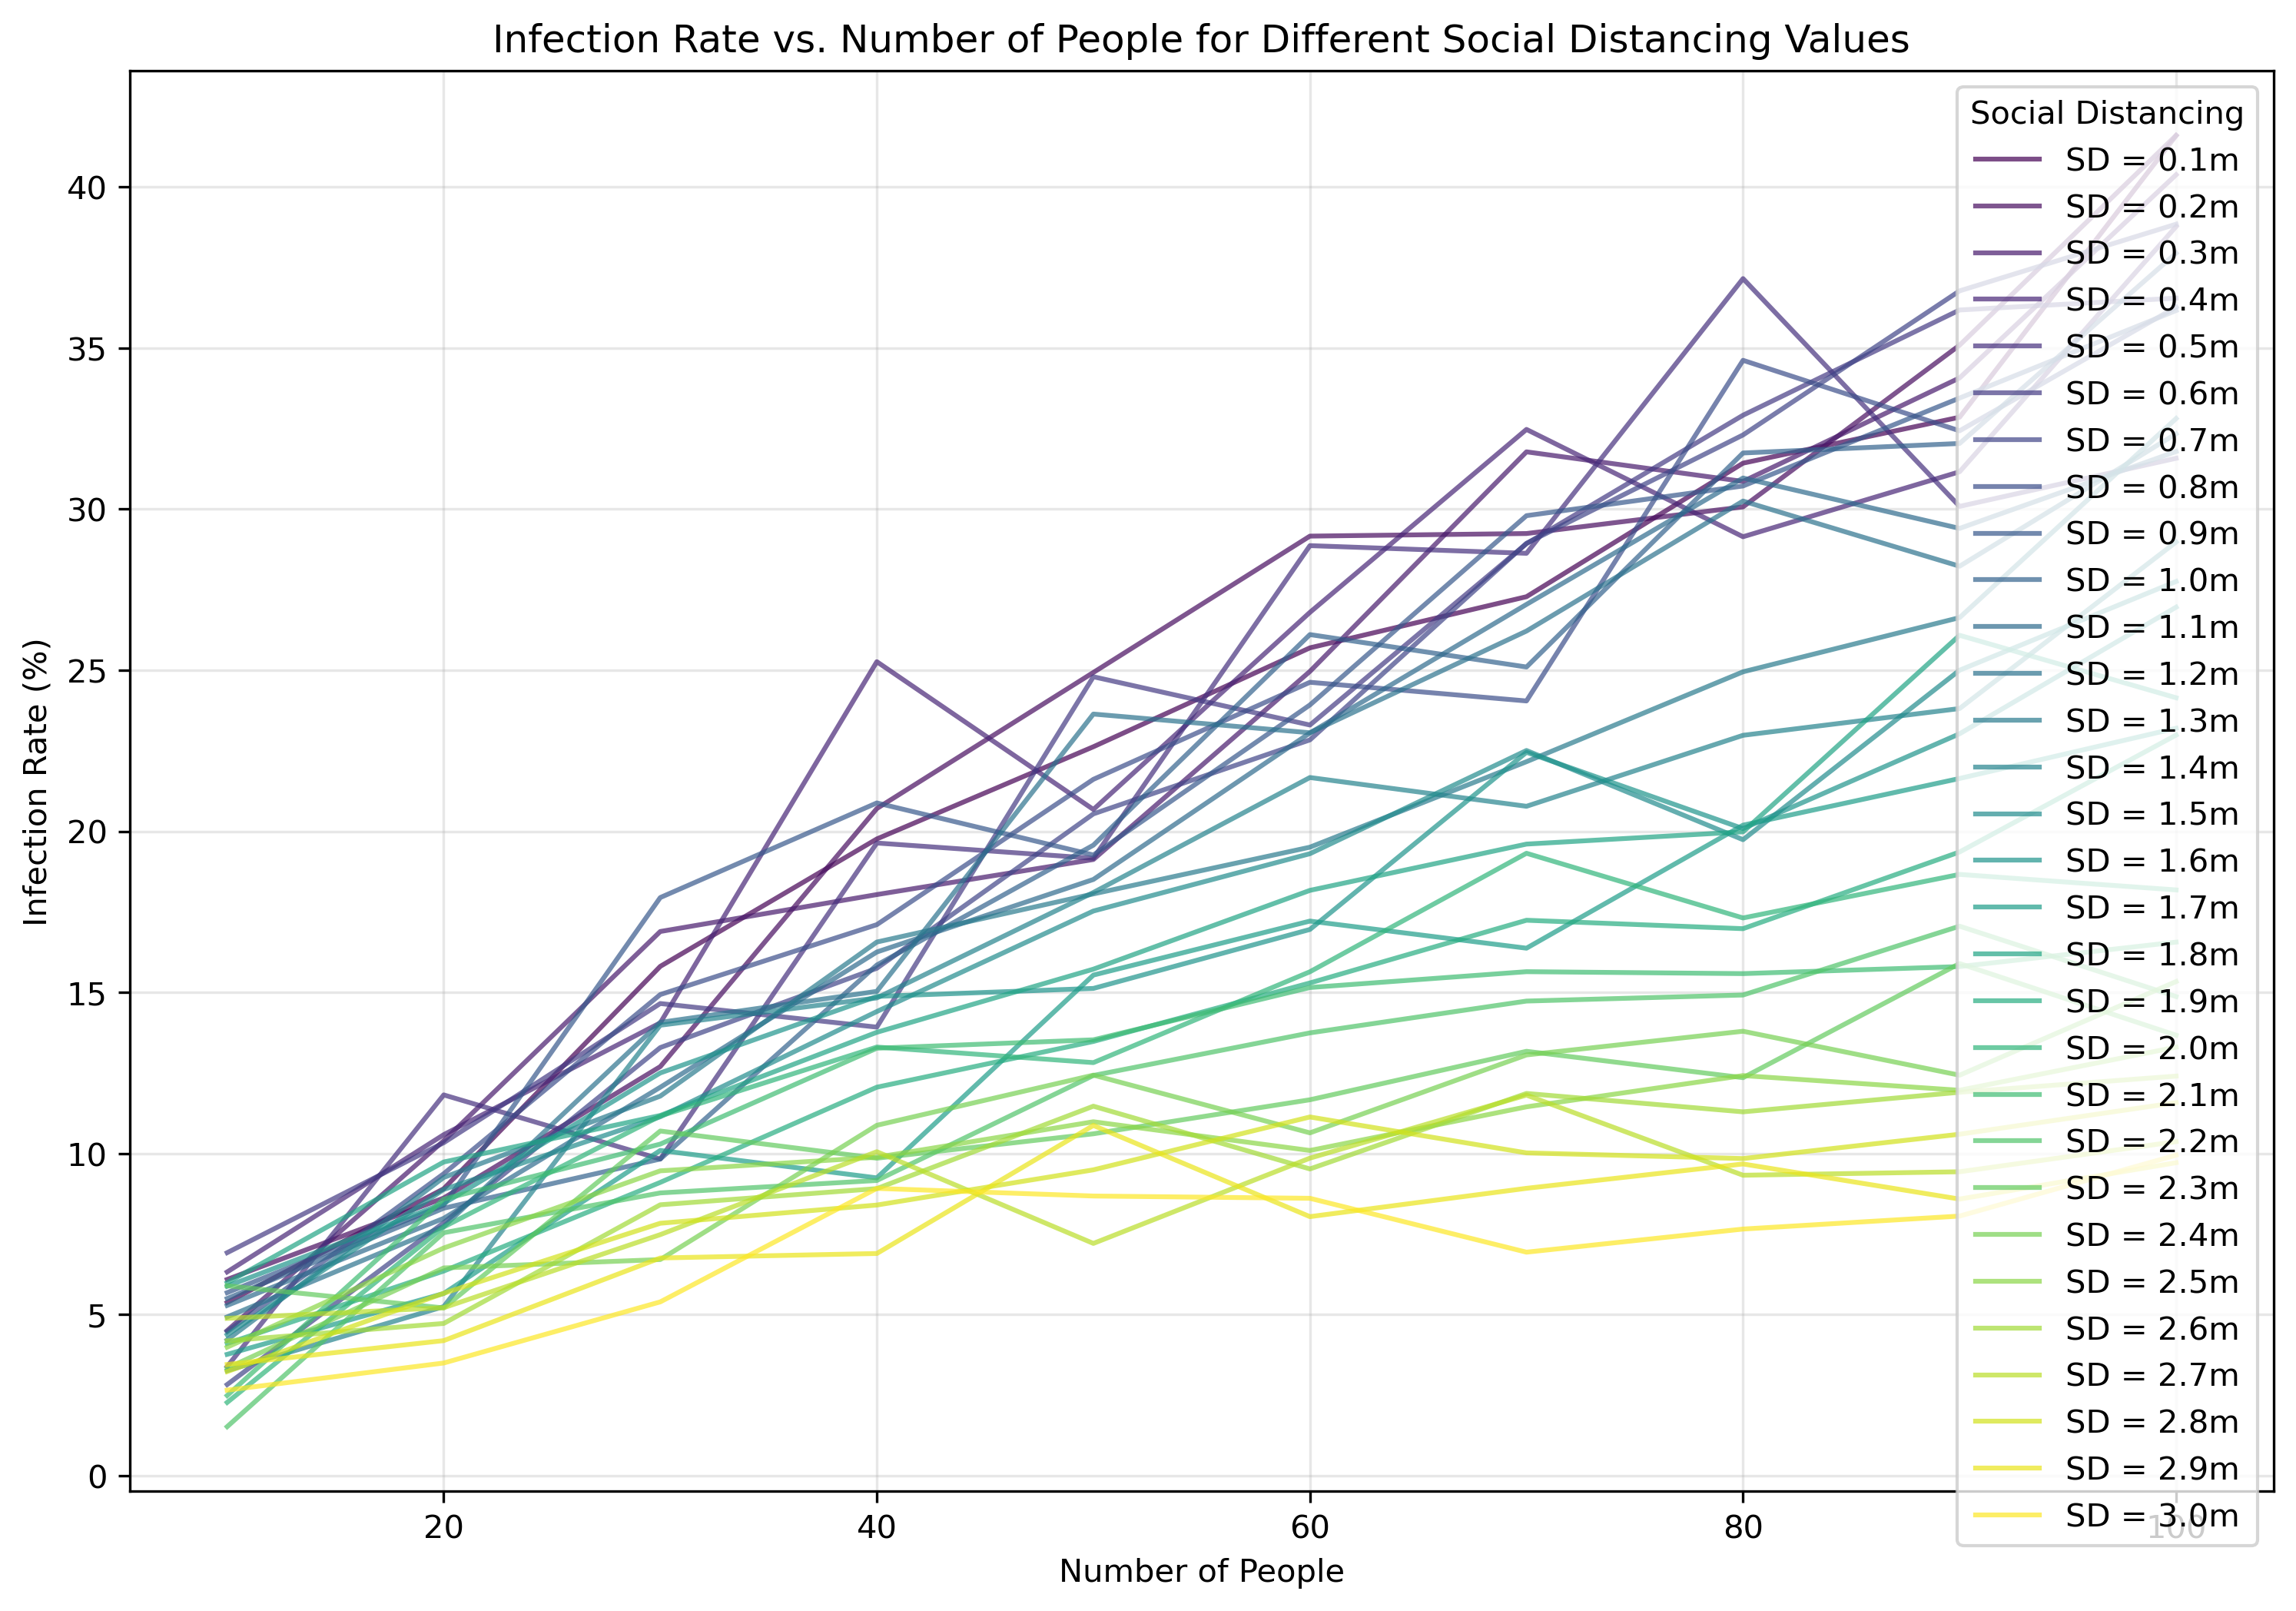 Infection Rate vs. Number of People for Different Social Distancing Values
Infection Rate (%)
40
35
30
25
20
15
10
5
0
20
40
60
80
100
Number of People
Social Distancing
SD = 0.1m
SD = 0.2m
SD = 0.3m
SD = 0.4m
SD = 0.5m
SD = 0.6m
SD = 0.7m
SD = 0.8m
SD = 0.9m
SD = 1.0m
SD = 1.1m
SD = 1.2m
SD = 1.3m
SD = 1.4m
SD = 1.5m
SD = 1.6m
SD = 1.7m
SD = 1.8m
SD = 1.9m
SD = 2.0m
SD = 2.1m
SD = 2.2m
SD = 2.3m
SD = 2.4m
SD = 2.5m
SD = 2.6m
SD = 2.7m
SD = 2.8m
SD = 2.9m
SD = 3.0m